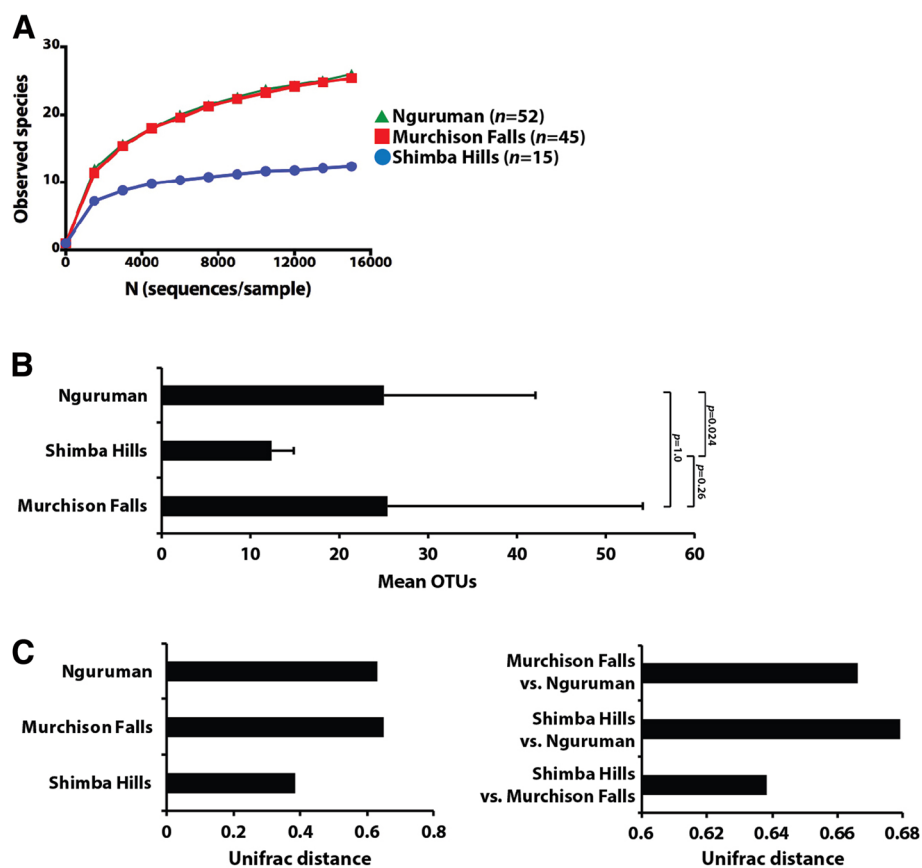 A
30
20
10
0
Observed species
0 4000 8000 12000 16000
N (sequences/sample)
Nguruman (n=52)
Murchison Falls (n=45)
Shimba Hills (n=15)
B
Nguruman
Shimba Hills
Murchison Falls
p=1.0
p=0.024
p=0.26
0 10 20 30 40 50 60
Mean OTUs
C
Nguruman
Murchison Falls
Shimba Hills
0 0.2 0.4 0.6 0.8
Unifrac distance
Murchison Falls
vs. Nguruman
Shimba Hills
vs. Nguruman
Shimba Hills
vs. Murchison Falls
0.6 0.62 0.64 0.66 0.68
Unifrac distance